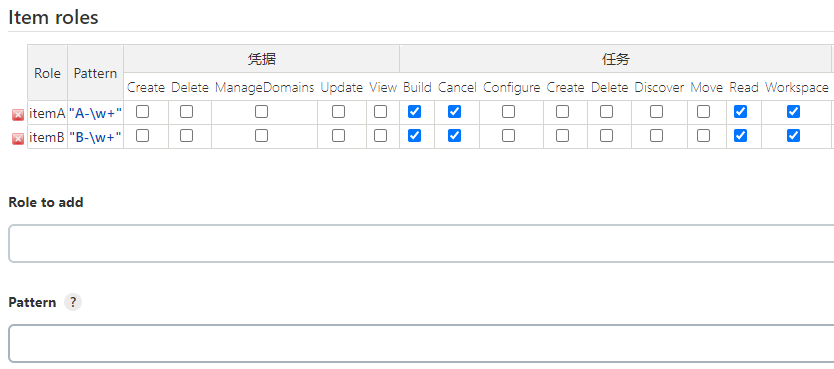 Item roles
Role Pattern 凭据 任务
Create Delete ManageDomains Update View Build Cancel Configure Create Delete Discover Move Read Workspace
itemA "A-\w+"
itemB "B-\w+"
Role to add
Pattern ?